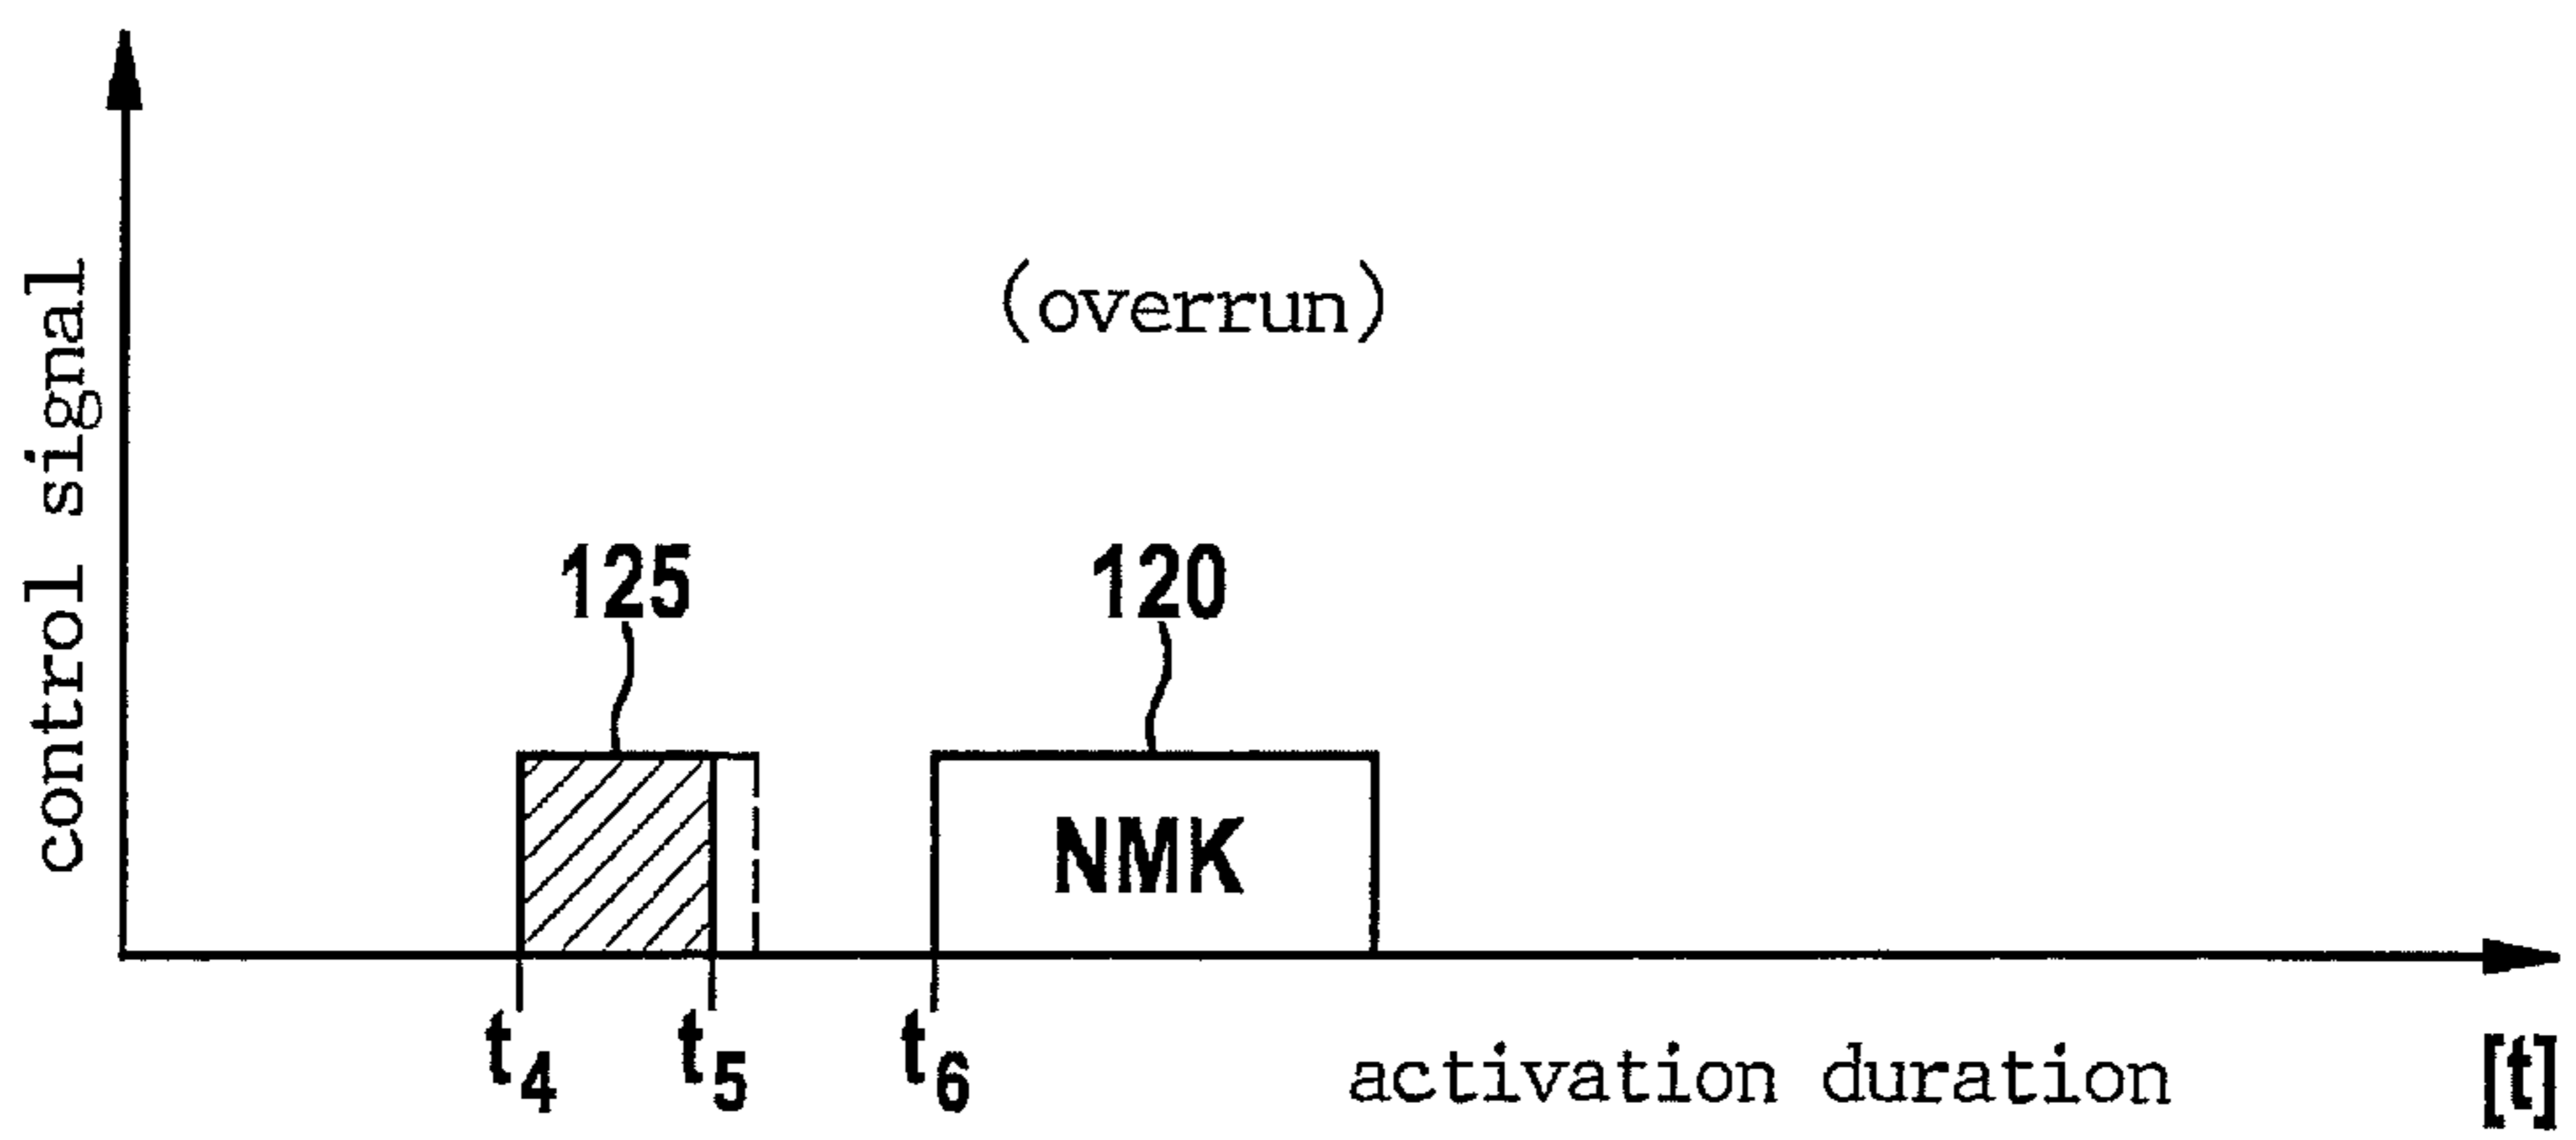 control signal
(overrun)
125
120
NMK
t4
t5
t6
activation duration
[t]